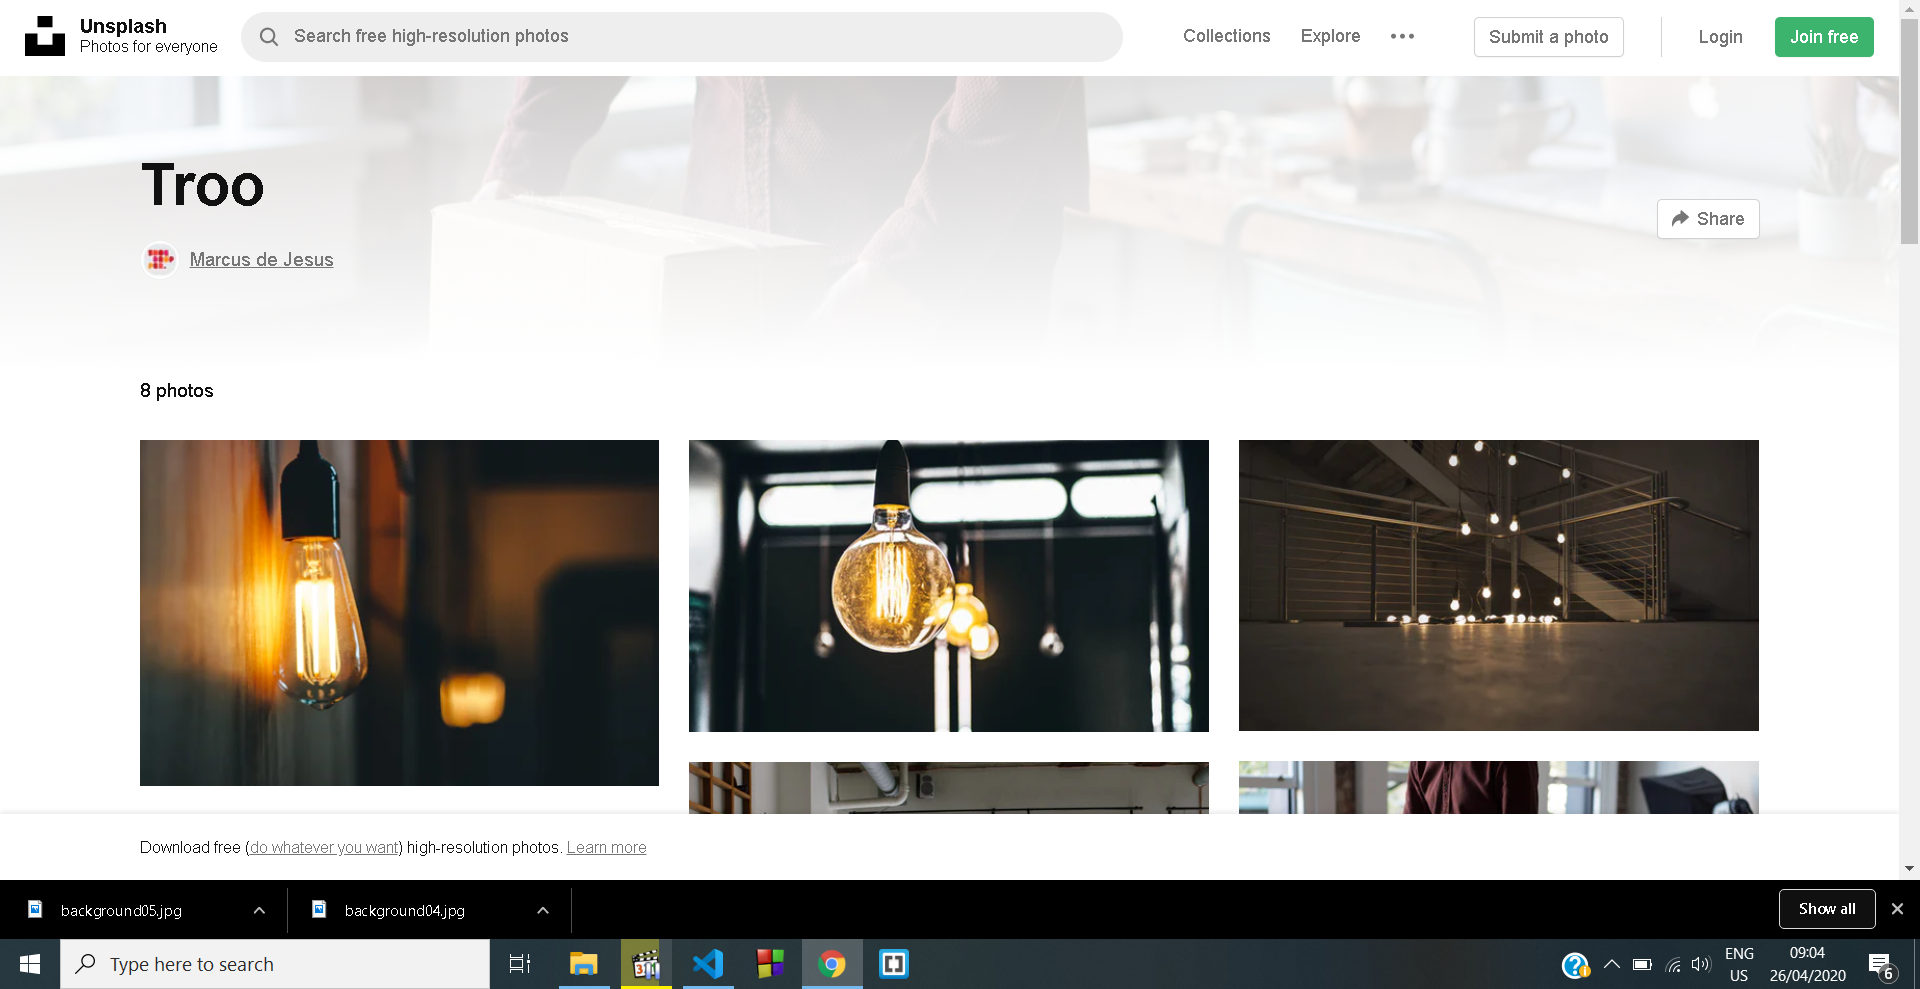 Unsplash
Photos for everyone
Search free high-resolution photos
Collections
Explore
Submit a photo
Login
Join free
Troo
Share
Marcus de Jesus
8 photos
Download free (do whatever you want) high-resolution photos. Learn more
background05.jpg
background04.jpg
Show all
Type here to search
31
ENG
US
09:04
26/04/2020
6